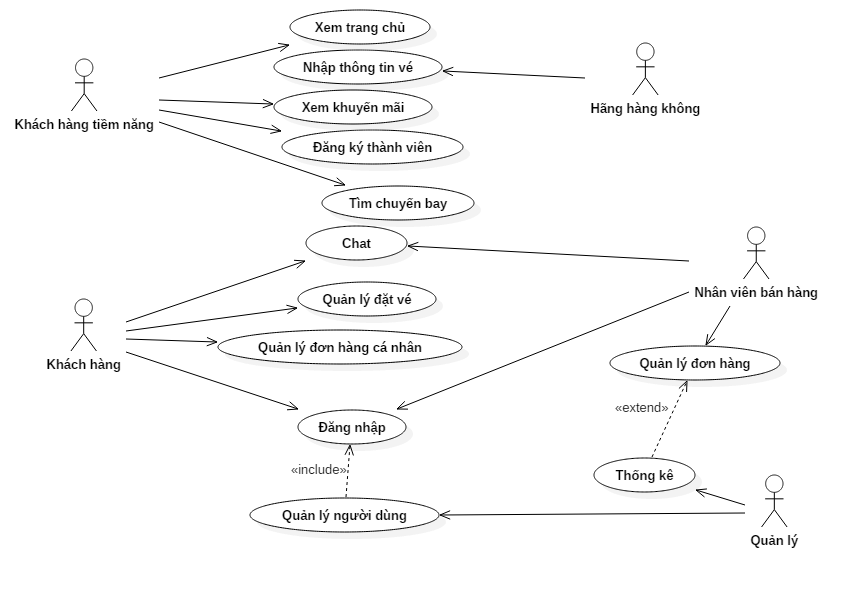 Xem trang chủ
Nhập thông tin vé
Xem khuyến mãi
Đăng ký thành viên
Tìm chuyến bay
Khách hàng tiềm năng
Hãng hàng không
Chat
Quản lý đặt vé
Quản lý đơn hàng cá nhân
Khách hàng
Nhân viên bán hàng
Quản lý đơn hàng
«extend»
Đăng nhập
«include»
Thống kê
Quản lý người dùng
Quản lý